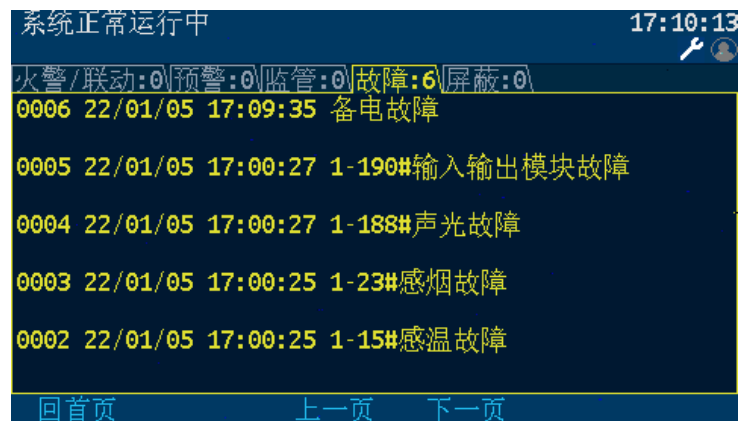 系统正常运行中 17:10:13
火警/联动:0\预警:0\监管:0\故障:6\屏蔽:0\
0006 22/01/05 17:09:35 备电故障
0005 22/01/05 17:00:27 1-190#输入输出模块故障
0004 22/01/05 17:00:27 1-188#声光故障
0003 22/01/05 17:00:25 1-23#感烟故障
0002 22/01/05 17:00:25 1-15#感温故障
回首页 上一页 下一页